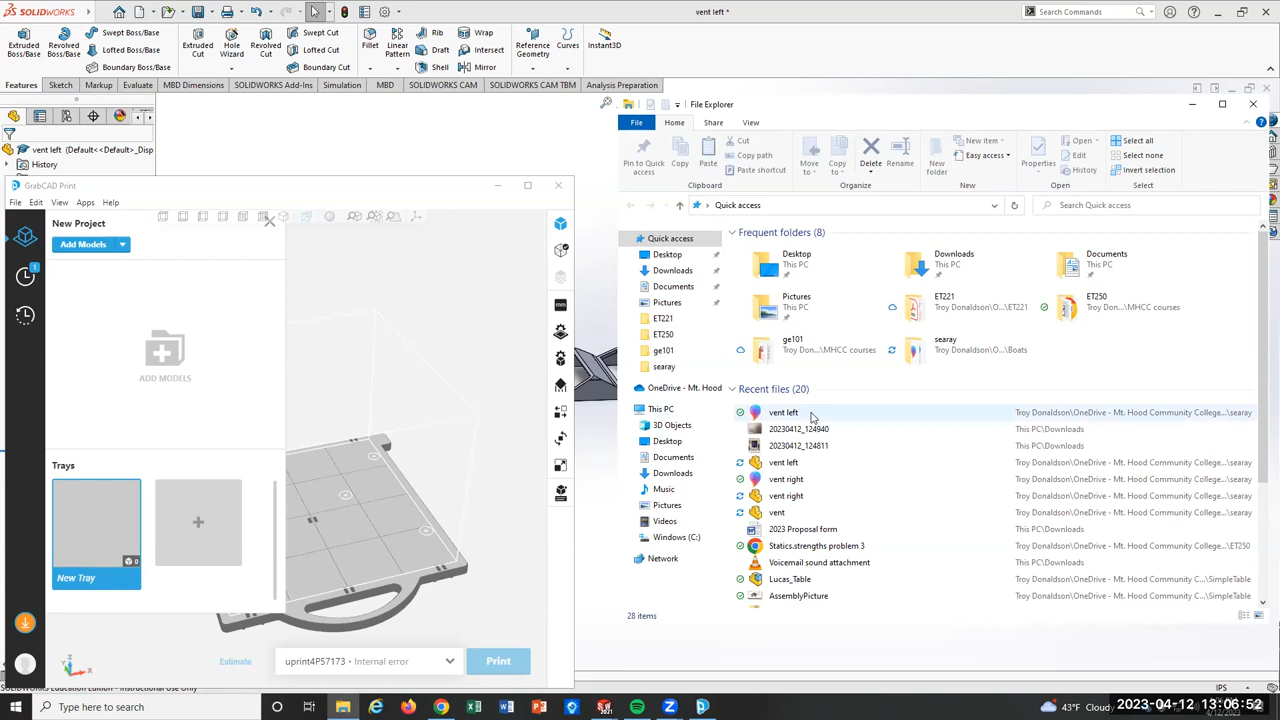 SOLIDWORKS
vent left *
Search Commands
Extruded Boss/Base
Revolved Boss/Base
Swept Boss/Base
Lofted Boss/Base
Boundary Boss/Base
Extruded Cut
Hole Wizard
Revolved Cut
Swept Cut
Lofted Cut
Boundary Cut
Fillet
Linear Pattern
Rib
Draft
Shell
Wrap
Intersect
Mirror
Reference Geometry
Curves
Instant3D
Features
Sketch
Markup
Evaluate
MBD Dimensions
SOLIDWORKS Add-Ins
Simulation
MBD
SOLIDWORKS CAM
SOLIDWORKS CAM TBM
Analysis Preparation
vent left (Default<<Default>_Disp
History
GrabCAD Print
File Edit View Apps Help
New Project
Add Models
ADD MODELS
Trays
0
New Tray
1
mm
Estimate
uprint4P57173 • Internal error
Print
File Explorer
File Home Share View
Pin to Quick access
Copy
Paste
Cut
Copy path
Paste shortcut
Clipboard
Move to
Copy to
Delete
Rename
Organize
New folder
New item
Easy access
New
Properties
Open
Edit
History
Open
Select all
Select none
Invert selection
Select
Quick access
Search Quick access
Quick access
Desktop
Downloads
Documents
Pictures
ET221
ET250
ge101
searay
OneDrive - Mt. Hood
This PC
3D Objects
Desktop
Documents
Downloads
Music
Pictures
Videos
Windows (C:)
Network
Frequent folders (8)
Desktop
This PC
Downloads
This PC
Documents
This PC
Pictures
This PC
ET221
Troy Donaldson\O...\ET221
ET250
Troy Don...\MHCC courses
ge101
Troy Don...\MHCC courses
searay
Troy Donaldson\O...\Boats
Recent files (20)
vent left Troy Donaldson\OneDrive - Mt. Hood Community College...\searay
20230412_124940 This PC\Downloads
20230412_124811 This PC\Downloads
vent left Troy Donaldson\OneDrive - Mt. Hood Community College...\searay
vent right Troy Donaldson\OneDrive - Mt. Hood Community College...\searay
vent right Troy Donaldson\OneDrive - Mt. Hood Community College...\searay
vent Troy Donaldson\OneDrive - Mt. Hood Community College...\searay
2023 Proposal form This PC\Downloads
Statics.strengths problem 3 Troy Donaldson\OneDrive - Mt. Hood Community College...\ET250
Voicemail sound attachment This PC\Downloads
Lucas_Table Troy Donaldson\OneDrive - Mt. Hood Community C...\SimpleTable
AssemblyPicture Troy Donaldson\OneDrive - Mt. Hood Community C...\SimpleTable
28 items
IPS
Type here to search
43°F Cloudy
2023-04-12 13:06:52